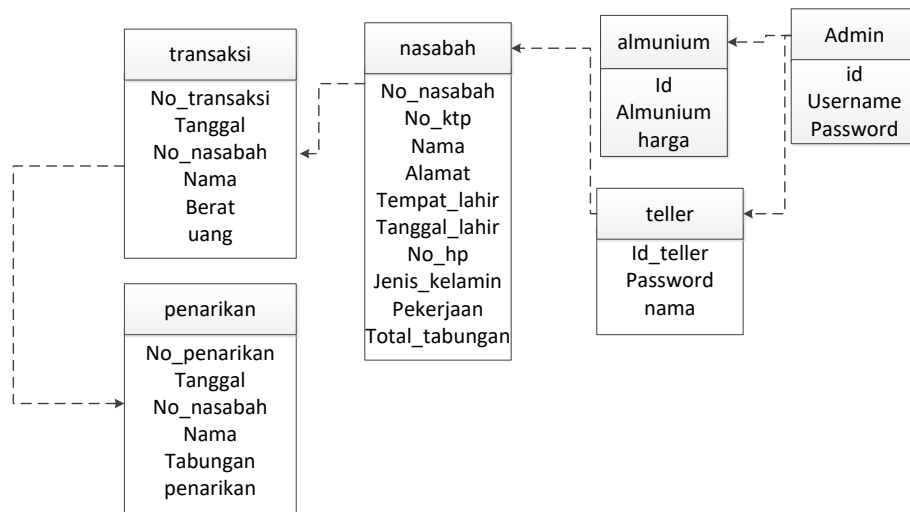 transaksi
No_transaksi
Tanggal
No_nasabah
Nama
Berat
uang
penarikan
No_penarikan
Tanggal
No_nasabah
Nama
Tabungan
penarikan
nasabah
No_nasabah
No_ktp
Nama
Alamat
Tempat_lahir
Tanggal_lahir
No_hp
Jenis_kelamin
Pekerjaan
Total_tabungan
almunium
Id
Almunium
harga
teller
Id_teller
Password
nama
Admin
id
Username
Password